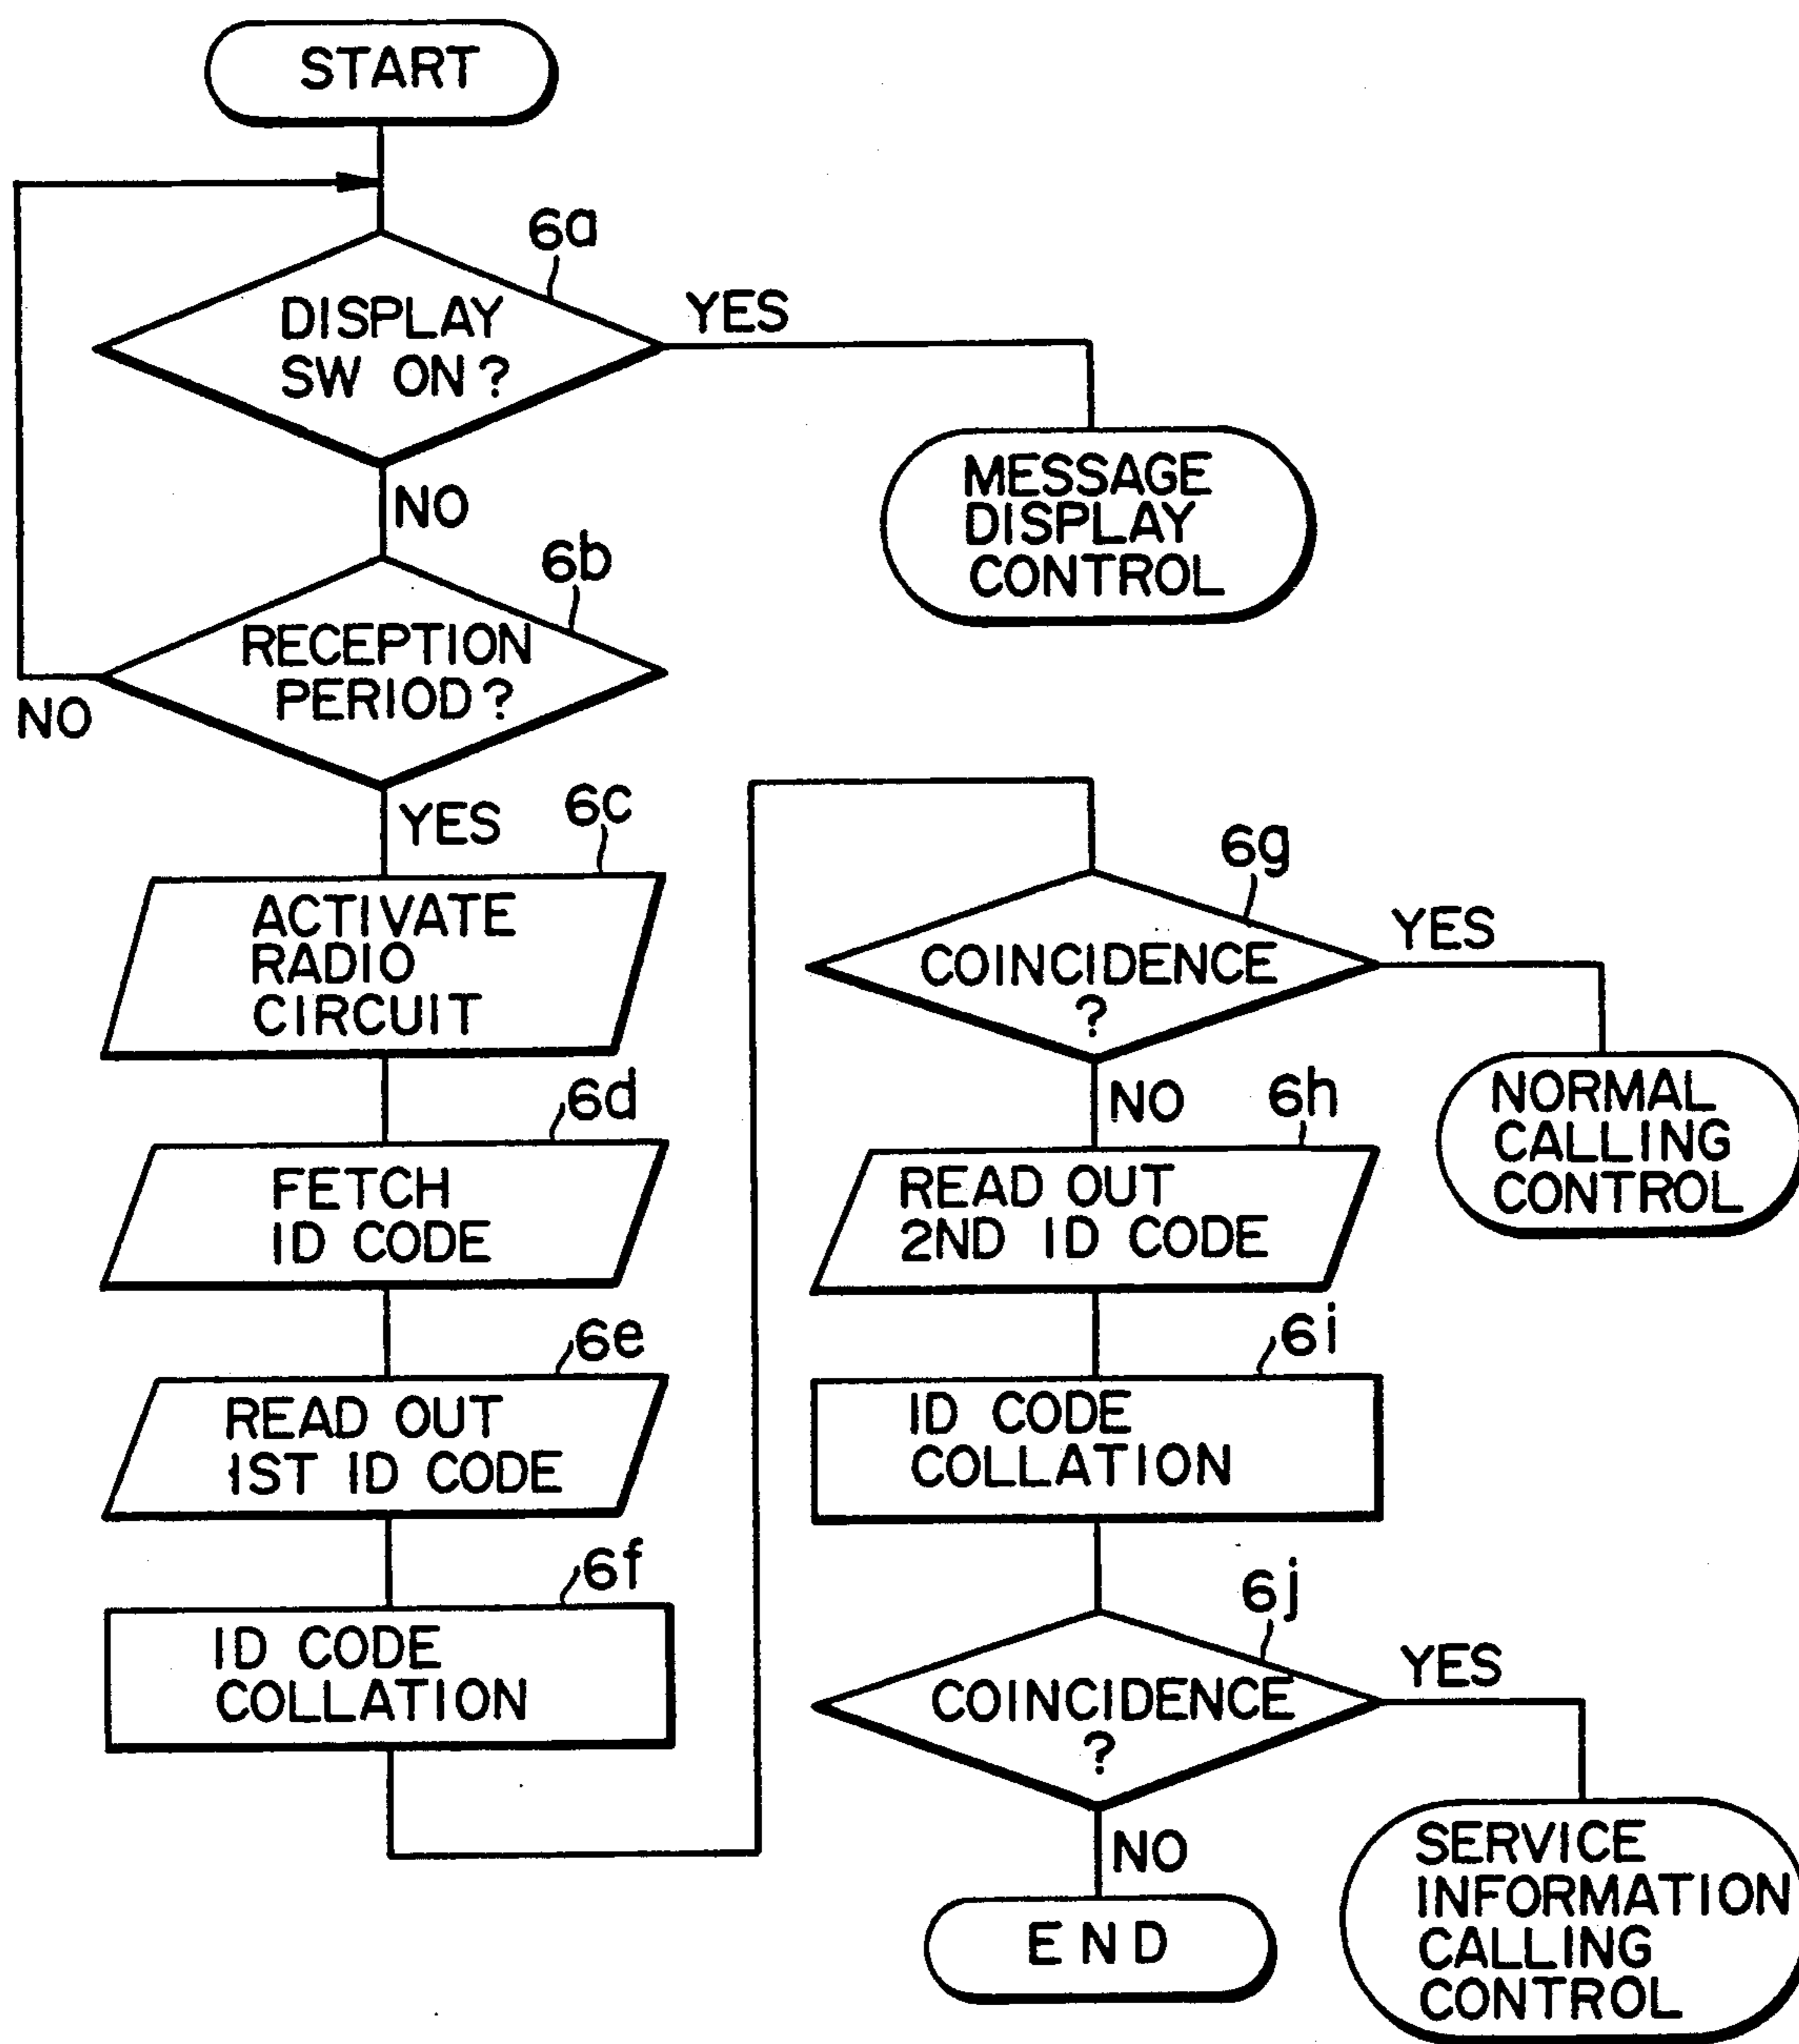 START
6a
DISPLAY
SW ON?
YES
MESSAGE
DISPLAY
CONTROL
NO
6b
RECEPTION
PERIOD?
NO
YES
6c
ACTIVATE
RADIO
CIRCUIT
6d
FETCH
ID CODE
6e
READ OUT
1ST ID CODE
6f
ID CODE
COLLATION
6g
COINCIDENCE
?
YES
NORMAL
CALLING
CONTROL
NO
6h
READ OUT
2ND ID CODE
6i
ID CODE
COLLATION
6j
COINCIDENCE
?
YES
SERVICE
INFORMATION
CALLING
CONTROL
NO
END